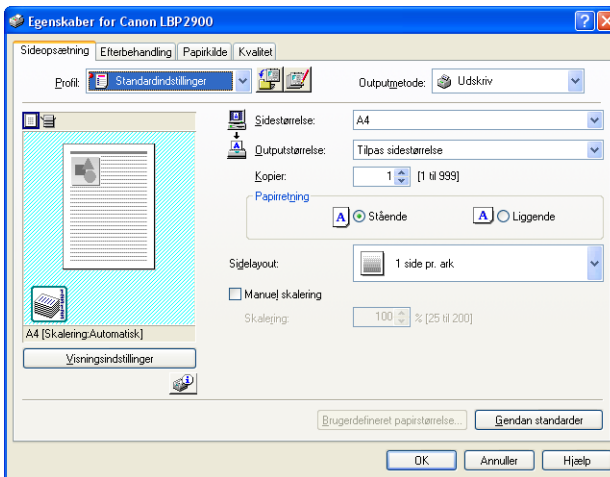 Egenskaber for Canon LBP2900
Sideopsætning Efterbehandling Papirkilde Kvalitet
Profil: Standardindstillinger Outputmetode: Udskriv
Sidestørrelse: A4
Outputstørrelse: Tilpas sidestørrelse
Kopier: 1 [1 til 999]
Papirretning
A Stående A Liggende
Sidelayout: 1 side pr. ark
Manuel skalering
Skalering: 100 % [25 til 200]
A4 [Skalering:Automatisk]
Visningsindstillinger
Brugerdefineret papirstørrelse... Gendan standarder
OK Annuller Hjælp